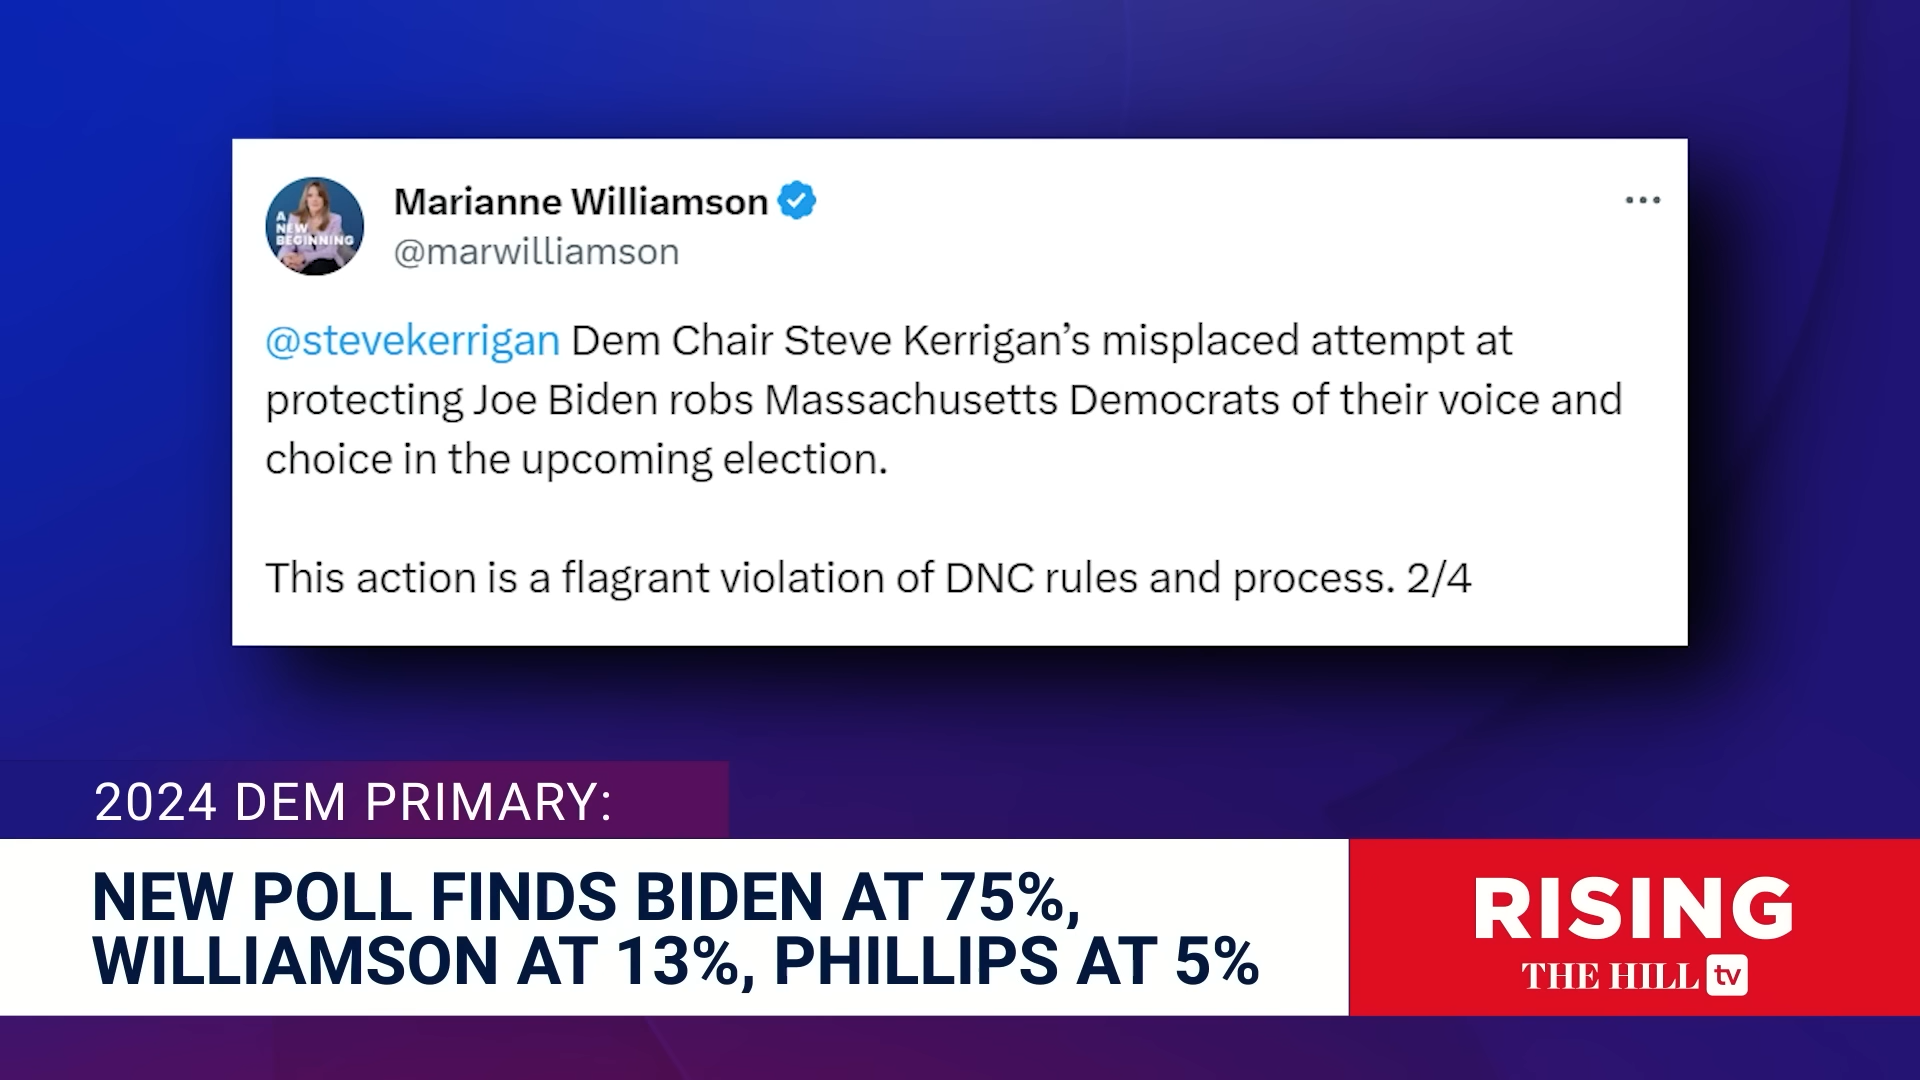 Marianne Williamson
@marwilliamson
A
NEW
BEGINNING
@stevekerrigan Dem Chair Steve Kerrigan’s misplaced attempt at
protecting Joe Biden robs Massachusetts Democrats of their voice and
choice in the upcoming election.
This action is a flagrant violation of DNC rules and process. 2/4
2024 DEM PRIMARY:
NEW POLL FINDS BIDEN AT 75%,
WILLIAMSON AT 13%, PHILLIPS AT 5%
RISING
THE HILL tv